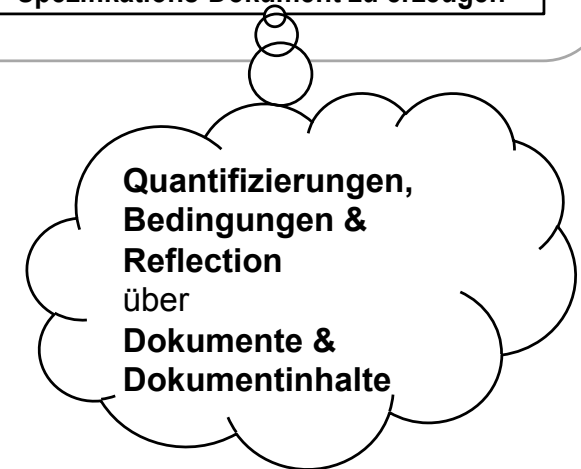 Spezifikations-Dokument zu erzeugen
Quantifizierungen,
Bedingungen &
Reflection
über
Dokumente &
Dokumentinhalte